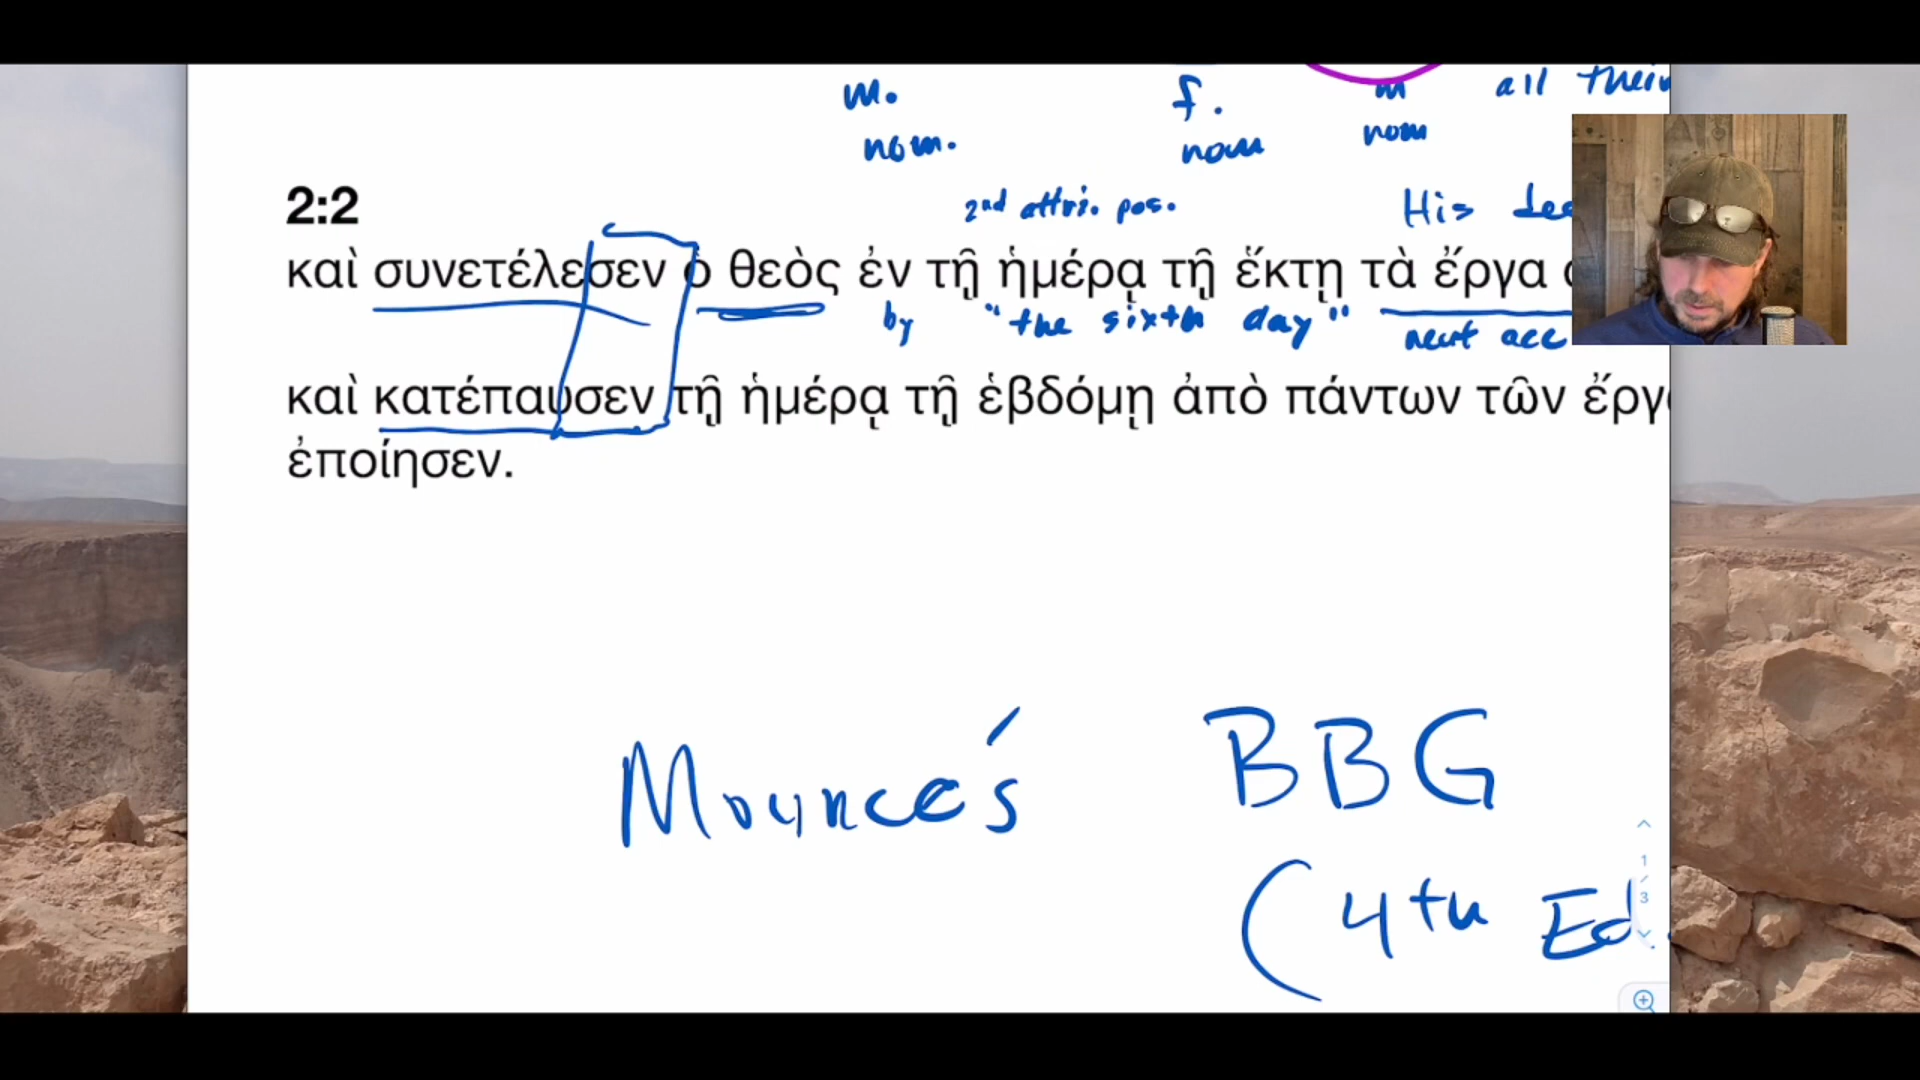 m. f. m all their
nom. nom nom
2:2 2nd attri. pos. His
καὶ συνετέλεσεν ὁ θεὸς ἐν τῇ ἡμέρᾳ τῇ ἕκτῃ τὰ ἔργα
by "the sixth day" neut acc
καὶ κατέπαυσεν τῇ ἡμέρᾳ τῇ ἑβδόμῃ ἀπὸ πάντων τῶν
ἐποίησεν.
Mounce's BBG
1
3
(4th Ed.